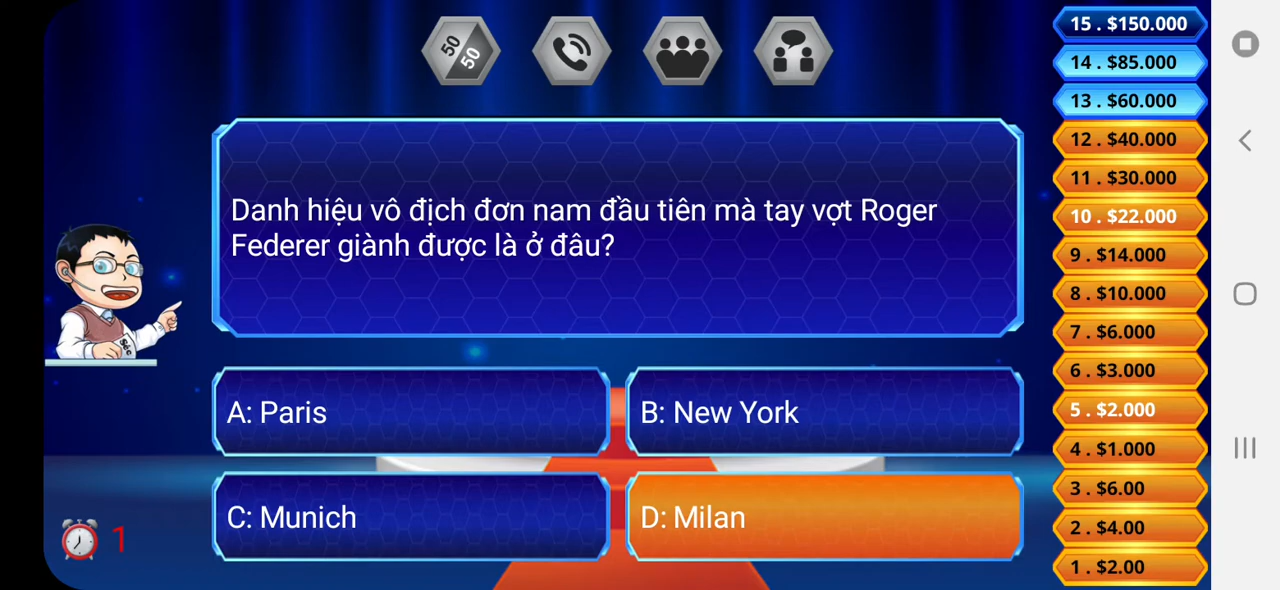 50
50
Danh hiệu vô địch đơn nam đầu tiên mà tay vợt Roger
Federer giành được là ở đâu?
A: Paris
B: New York
C: Munich
D: Milan
1
15 . $150.000
14 . $85.000
13 . $60.000
12 . $40.000
11 . $30.000
10 . $22.000
9 . $14.000
8 . $10.000
7 . $6.000
6 . $3.000
5 . $2.000
4 . $1.000
3 . $6.00
2 . $4.00
1 . $2.00